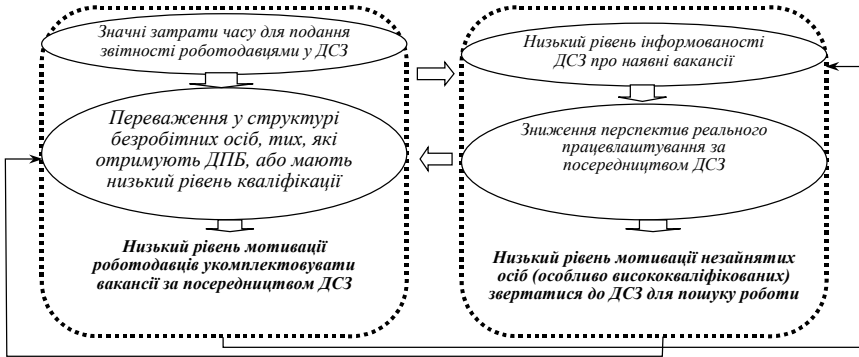 Значні затрати часу для подання
звітності роботодавцями у ДСЗ
Переваження у структурі
безробітних осіб, тих, які
отримують ДПБ, або мають
низький рівень кваліфікації
Низький рівень мотивації
роботодавців укомплектовувати
вакансії за посередництвом ДСЗ
Низький рівень інформованості
ДСЗ про наявні вакансії
Зниження перспектив реального
працевлаштування за
посередництвом ДСЗ
Низький рівень мотивації незайнятих
осіб (особливо висококваліфікованих)
звертатися до ДСЗ для пошуку роботи